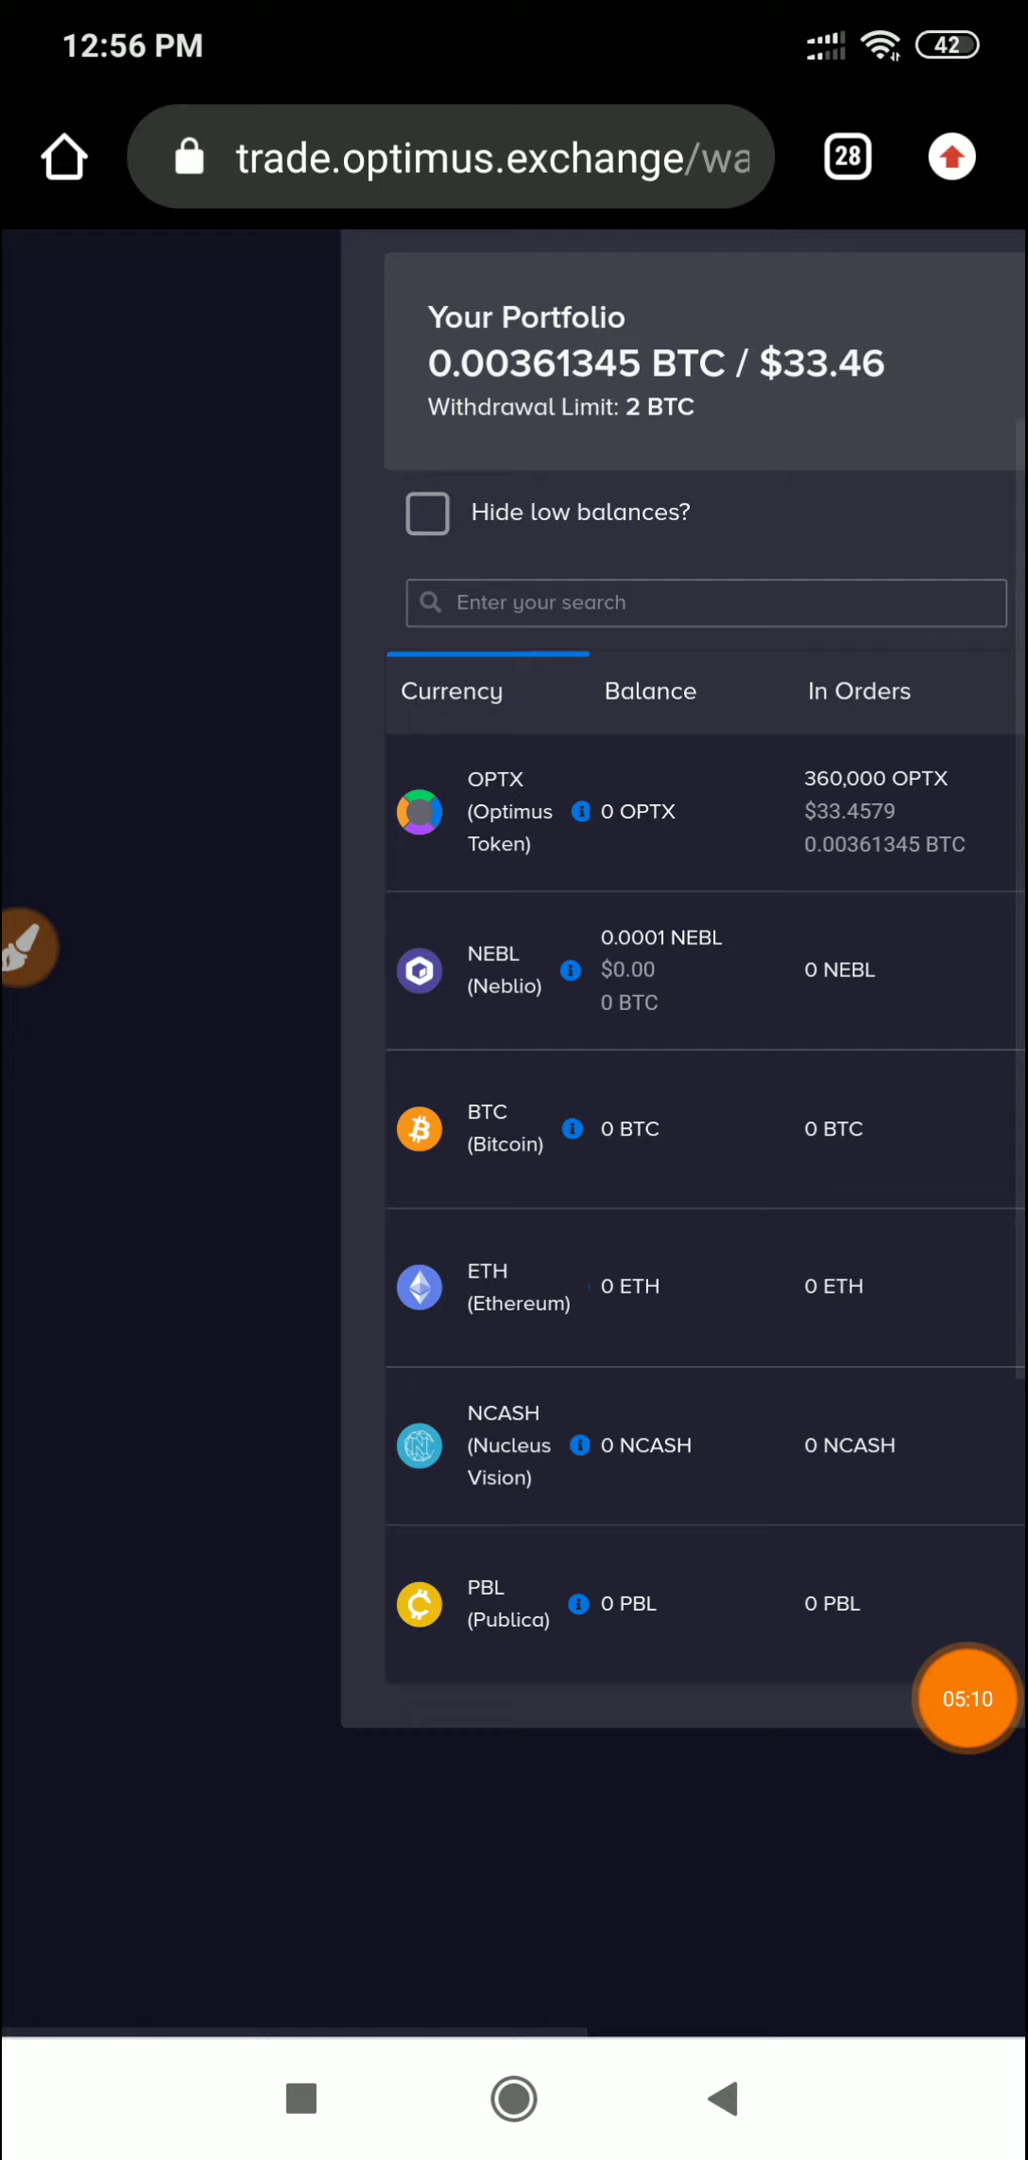 12:56 PM
42
trade.optimus.exchange/wa
28
Your Portfolio
0.00361345 BTC / $33.46
Withdrawal Limit: 2 BTC
Hide low balances?
Enter your search
Currency Balance In Orders
OPTX
(Optimus
Token)
0 OPTX
360,000 OPTX
$33.4579
0.00361345 BTC
NEBL
(Neblio)
0.0001 NEBL
$0.00
0 BTC
0 NEBL
BTC
(Bitcoin)
0 BTC
0 BTC
ETH
(Ethereum)
0 ETH
0 ETH
NCASH
(Nucleus
Vision)
0 NCASH
0 NCASH
PBL
(Publica)
0 PBL
0 PBL
05:10